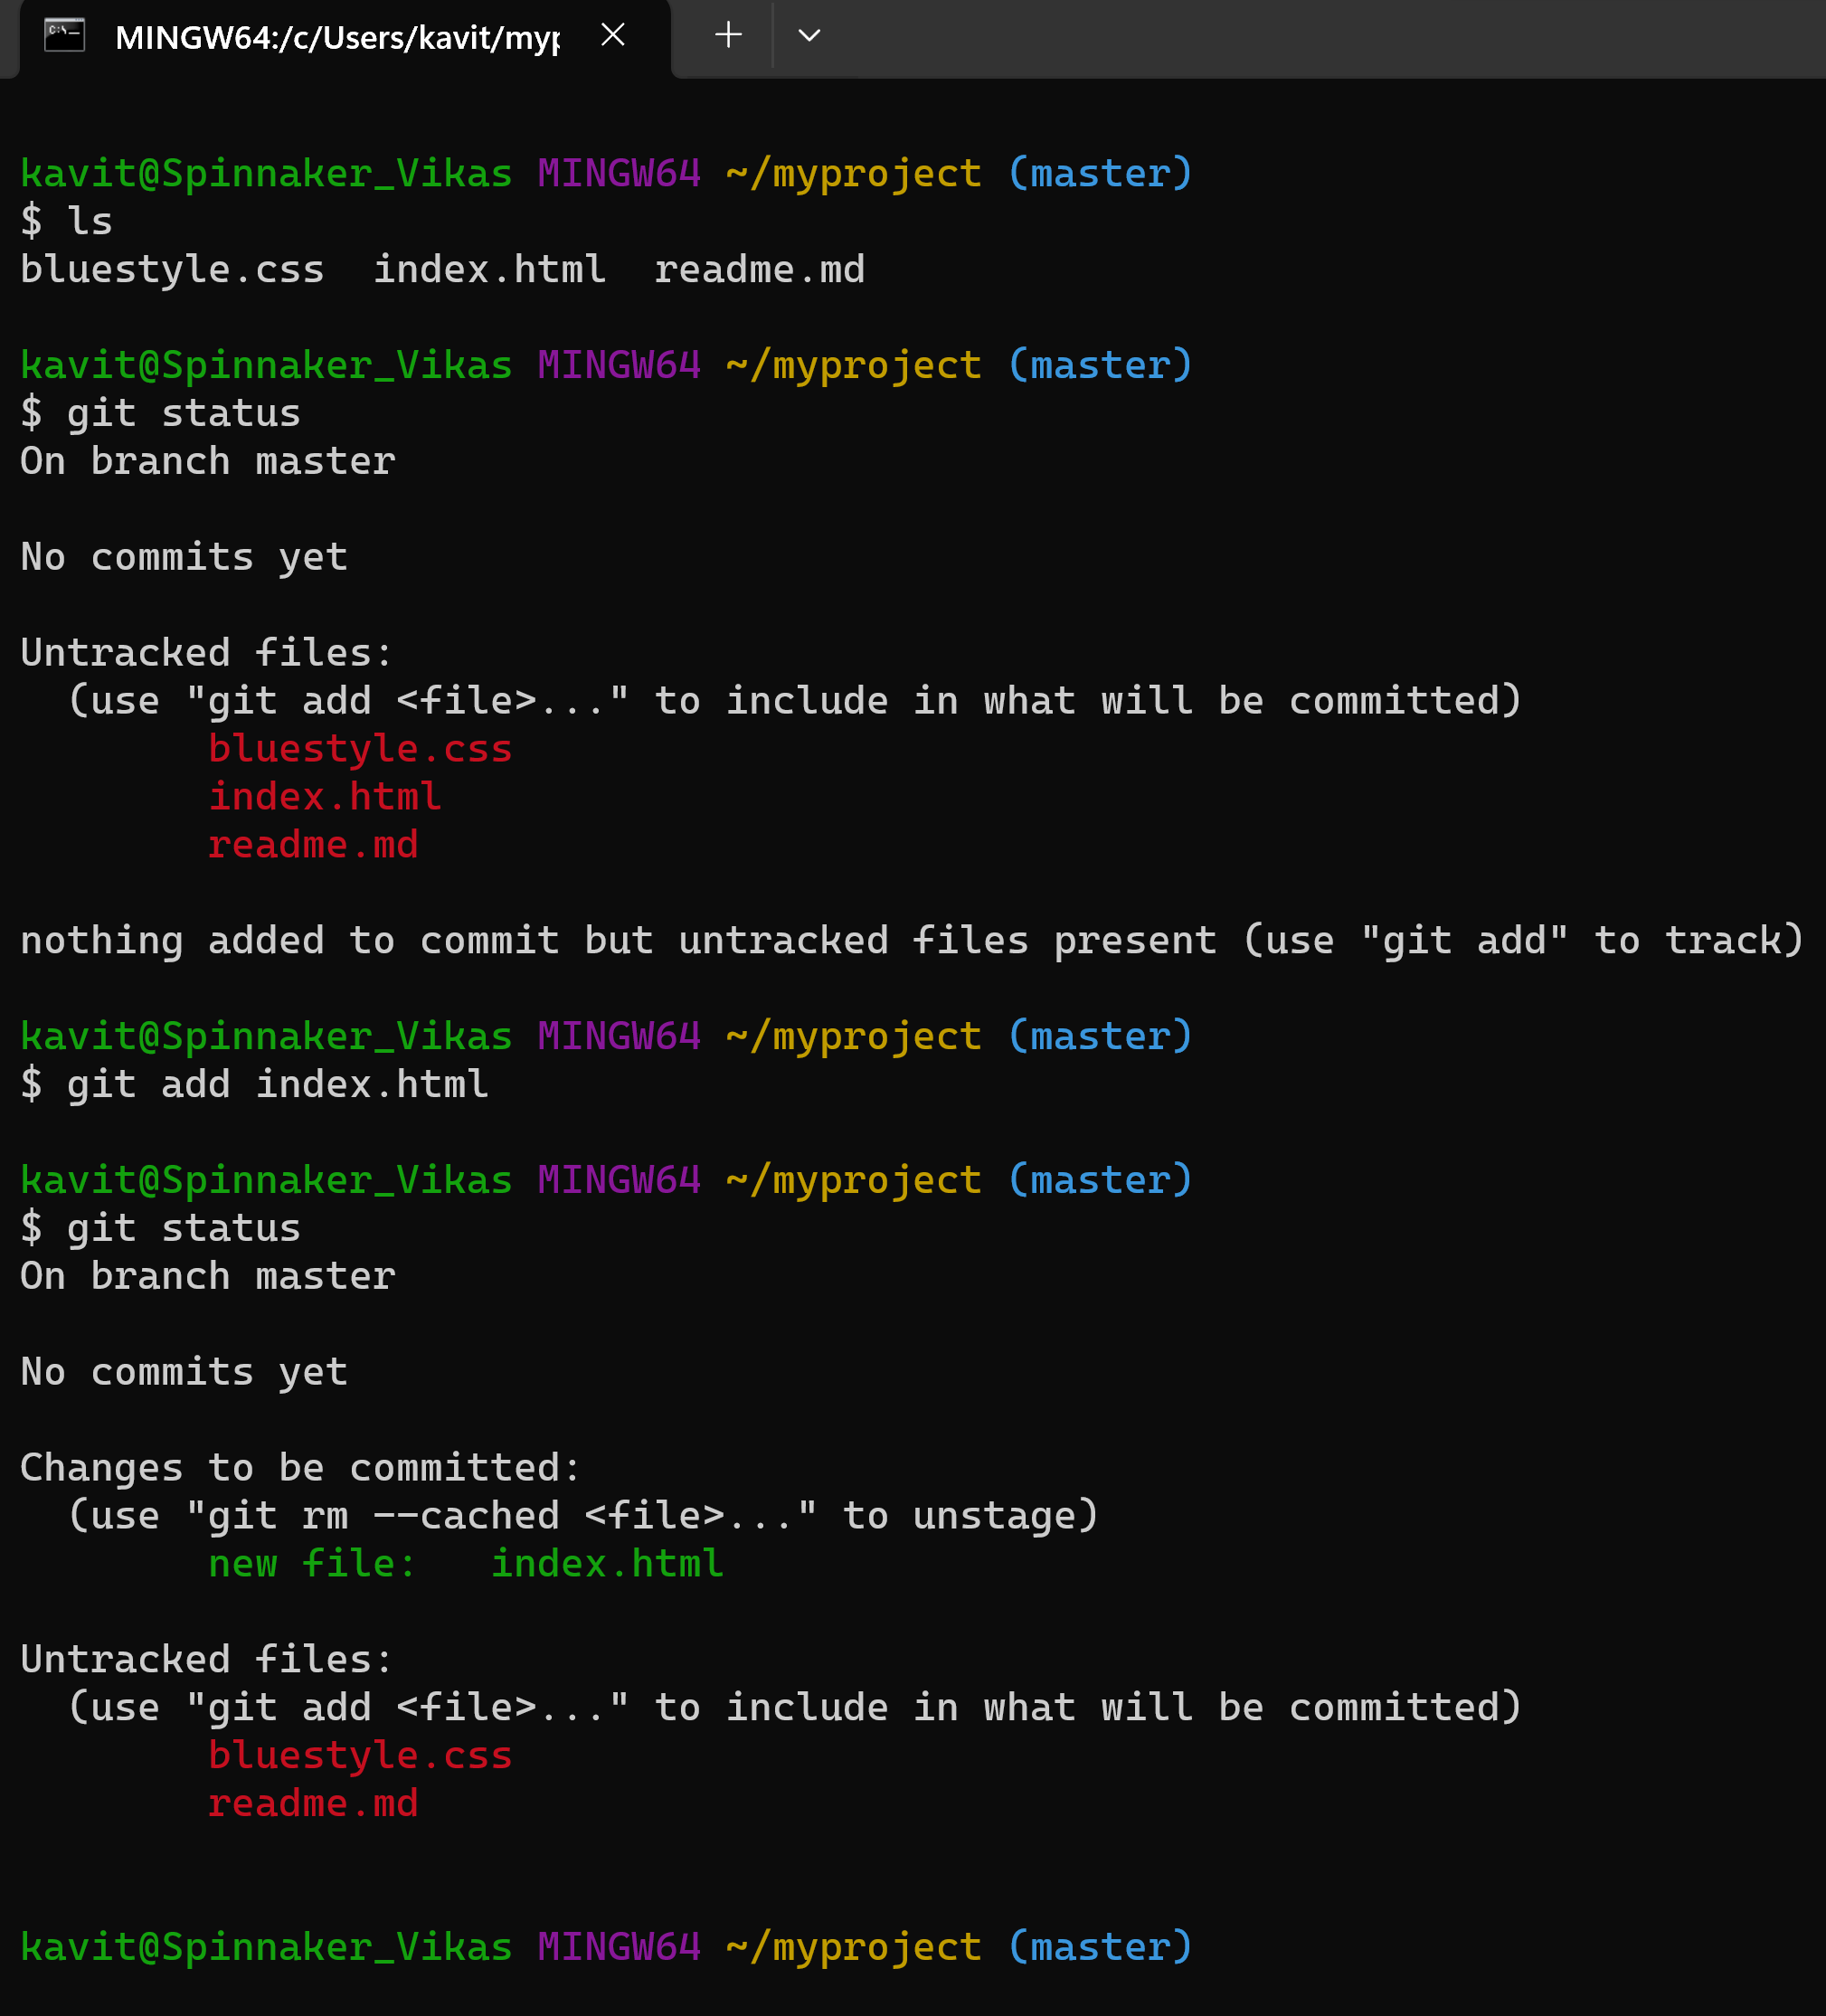 MINGW64:/c/Users/kavit/myp
kavit@Spinnaker_Vikas MINGW64 ~/myproject (master)
$ ls
bluestyle.css  index.html  readme.md
kavit@Spinnaker_Vikas MINGW64 ~/myproject (master)
$ git status
On branch master
No commits yet
Untracked files:
  (use "git add <file>..." to include in what will be committed)
        bluestyle.css
        index.html
        readme.md
nothing added to commit but untracked files present (use "git add" to track)
kavit@Spinnaker_Vikas MINGW64 ~/myproject (master)
$ git add index.html
kavit@Spinnaker_Vikas MINGW64 ~/myproject (master)
$ git status
On branch master
No commits yet
Changes to be committed:
  (use "git rm --cached <file>..." to unstage)
        new file:   index.html
Untracked files:
  (use "git add <file>..." to include in what will be committed)
        bluestyle.css
        readme.md
kavit@Spinnaker_Vikas MINGW64 ~/myproject (master)